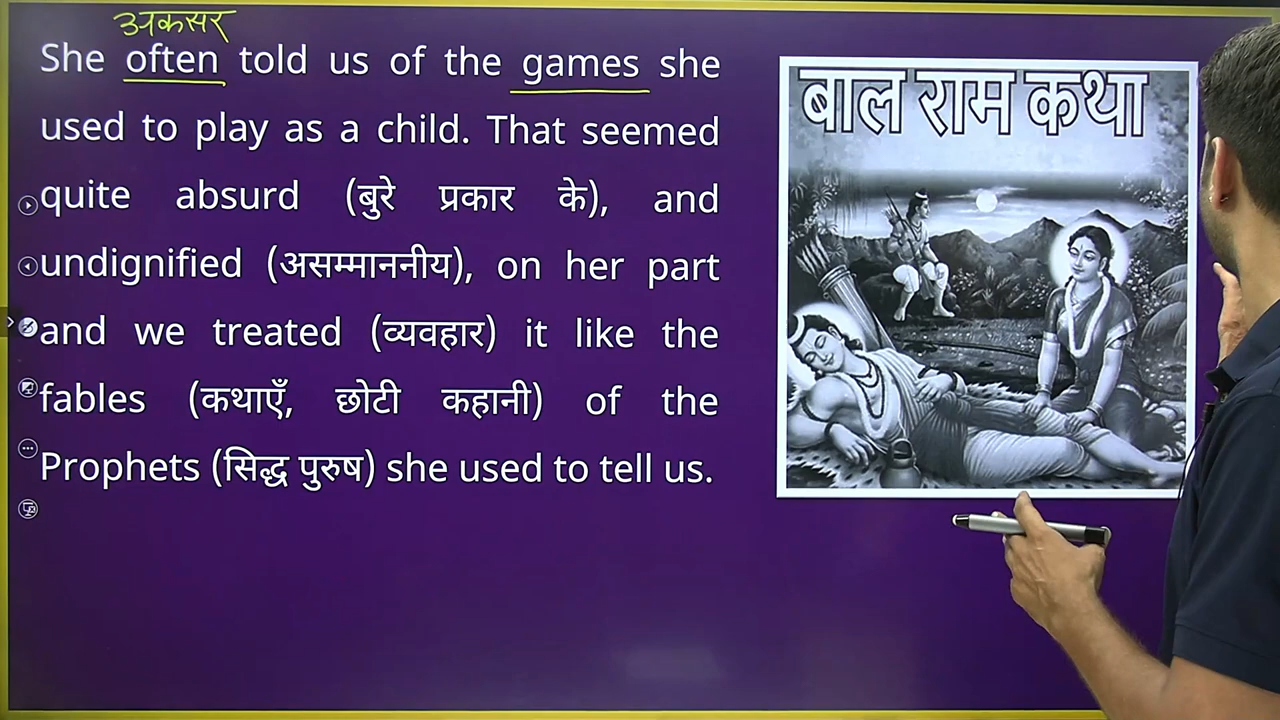 अकसर
She often told us of the games she
used to play as a child. That seemed
quite absurd (बुरे प्रकार के), and
undignified (असम्माननीय), on her part
and we treated (व्यवहार) it like the
fables (कथाएँ, छोटी कहानी) of the
Prophets (सिद्ध पुरुष) she used to tell us.
बाल राम कथा